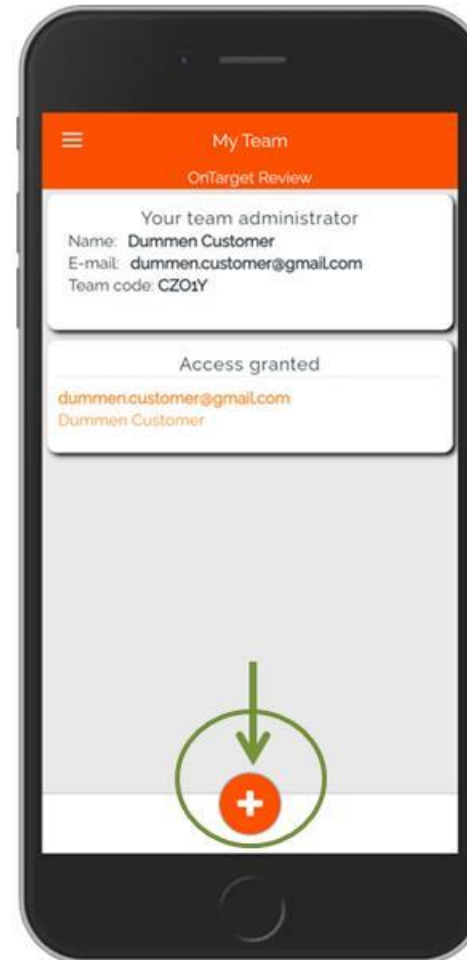 My Team
OnTarget Review
Your team administrator
Name: Dummen Customer
E-mail: dummen.customer@gmail.com
Team code: CZO1Y
Access granted
dummen.customer@gmail.com
Dummen Customer